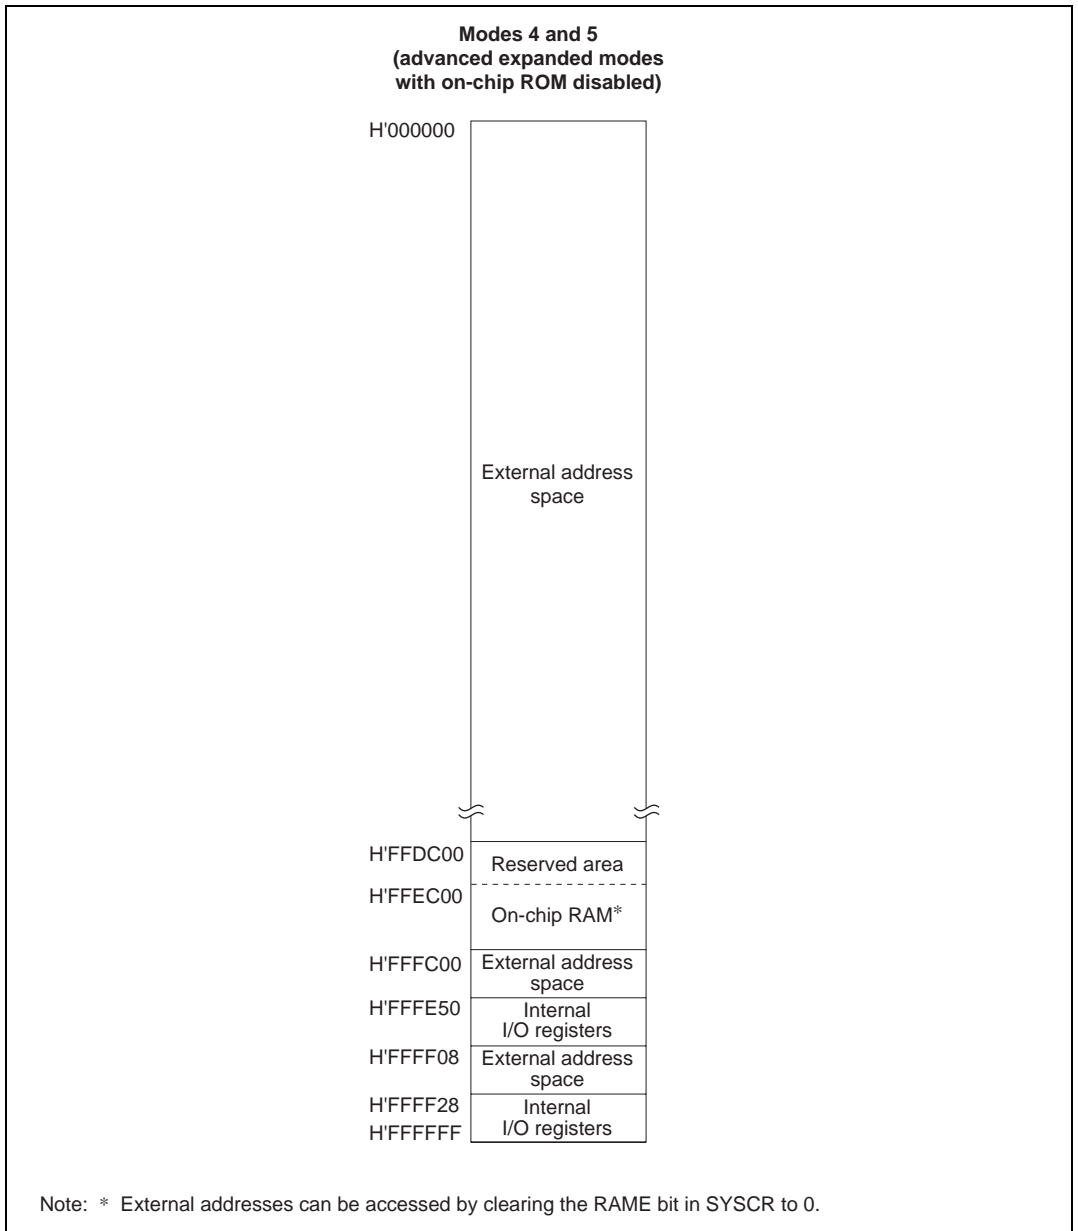 Modes 4 and 5
(advanced expanded modes
with on-chip ROM disabled)
H'000000
External address
space
H'FFDC00
Reserved area
H'FFEC00
On-chip RAM*
H'FFFC00
External address
space
H'FFFE50
Internal
I/O registers
H'FFFF08
External address
space
H'FFFF28
Internal
I/O registers
H'FFFFFF
Note: * External addresses can be accessed by clearing the RAME bit in SYSCR to 0.